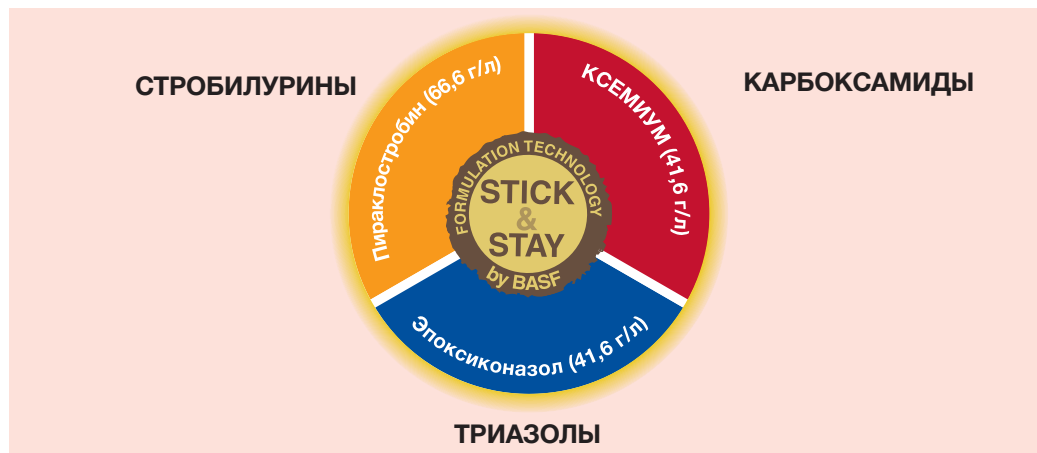 СТРОБИЛУРИНЫ
КАРБОКСАМИДЫ
Пираклостробин (66,6 г/л)
КСЕМИУМ (41,6 г/л)
FORMULATION TECHNOLOGY
STICK
&
STAY
by BASF
Эпоксиконазол (41,6 г/л)
ТРИАЗОЛЫ